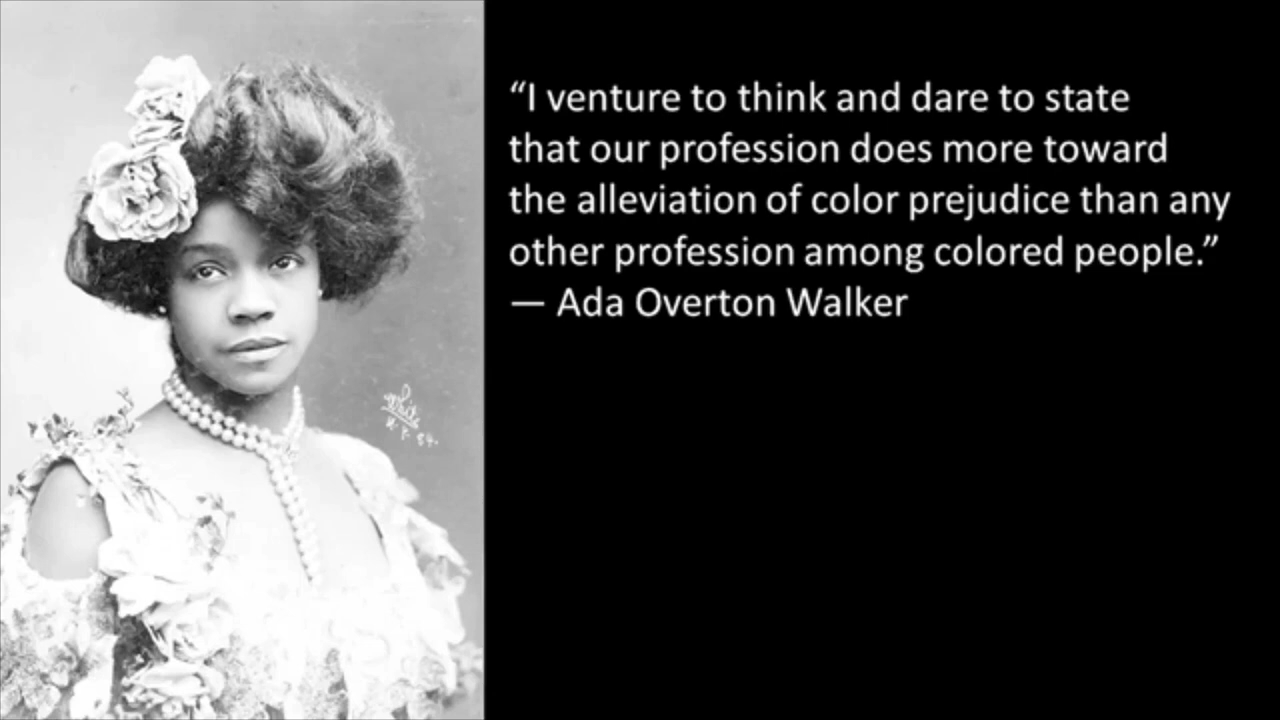 “I venture to think and dare to state
that our profession does more toward
the alleviation of color prejudice than any
other profession among colored people.”
— Ada Overton Walker
White